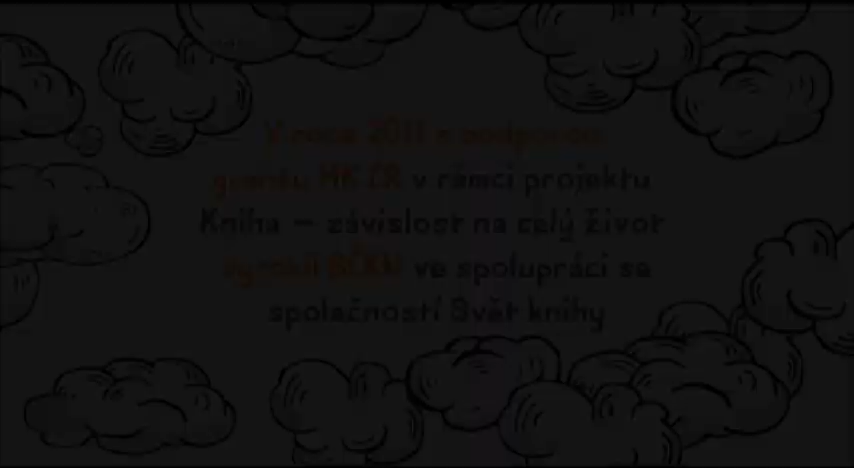 V roce 2011 s podporou
grantu MK ČR v rámci projektu
Kniha – závislost na celý život
vytvořil SČKN ve spolupráci se
společností Svět knihy